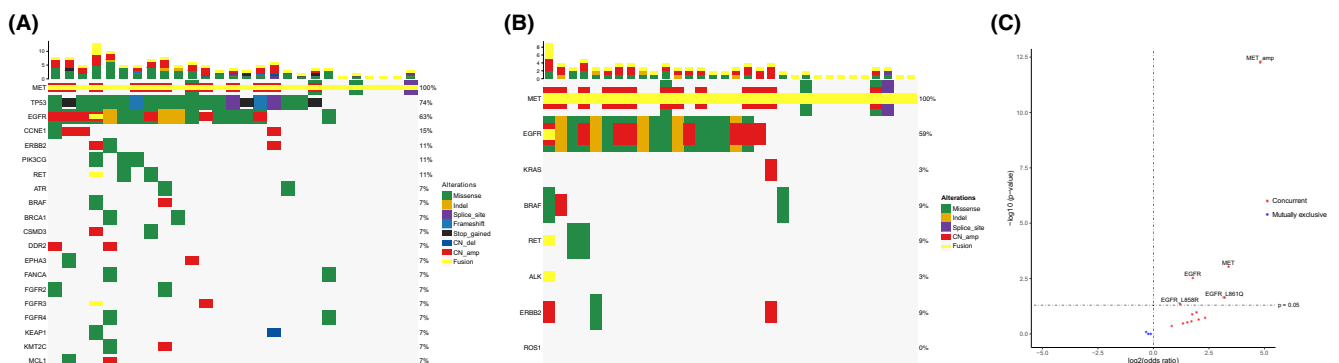 (A)
10
5
0
MET 100%
TP53 74%
EGFR 63%
CCNE1 15%
ERBB2 11%
PIK3CG 11%
RET 11%
ATR 7%
BRAF 7%
BRCA1 7%
CSMD3 7%
DDR2 7%
EPHA3 7%
FANCA 7%
FGFR2 7%
FGFR3 7%
FGFR4 7%
KEAP1 7%
KMT2C 7%
MCL1 7%
Alterations
Missense
Indel
Splice_site
Frameshift
Stop_gained
CN_del
CN_amp
Fusion
(B)
8
6
4
2
0
MET 100%
EGFR 59%
KRAS 3%
BRAF 9%
RET 9%
ALK 3%
ERBB2 9%
ROS1 0%
Alterations
Missense
Indel
Splice_site
CN_amp
Fusion
(C)
12.5
10.0
7.5
5.0
2.5
0.0
−log10 (p−value)
MET_amp
MET
EGFR
EGFR_L861Q
EGFR_L858R
p = 0.05
−5.0 −2.5 0.0 2.5 5.0
log2(odds ratio)
Concurrent
Mutually exclusive